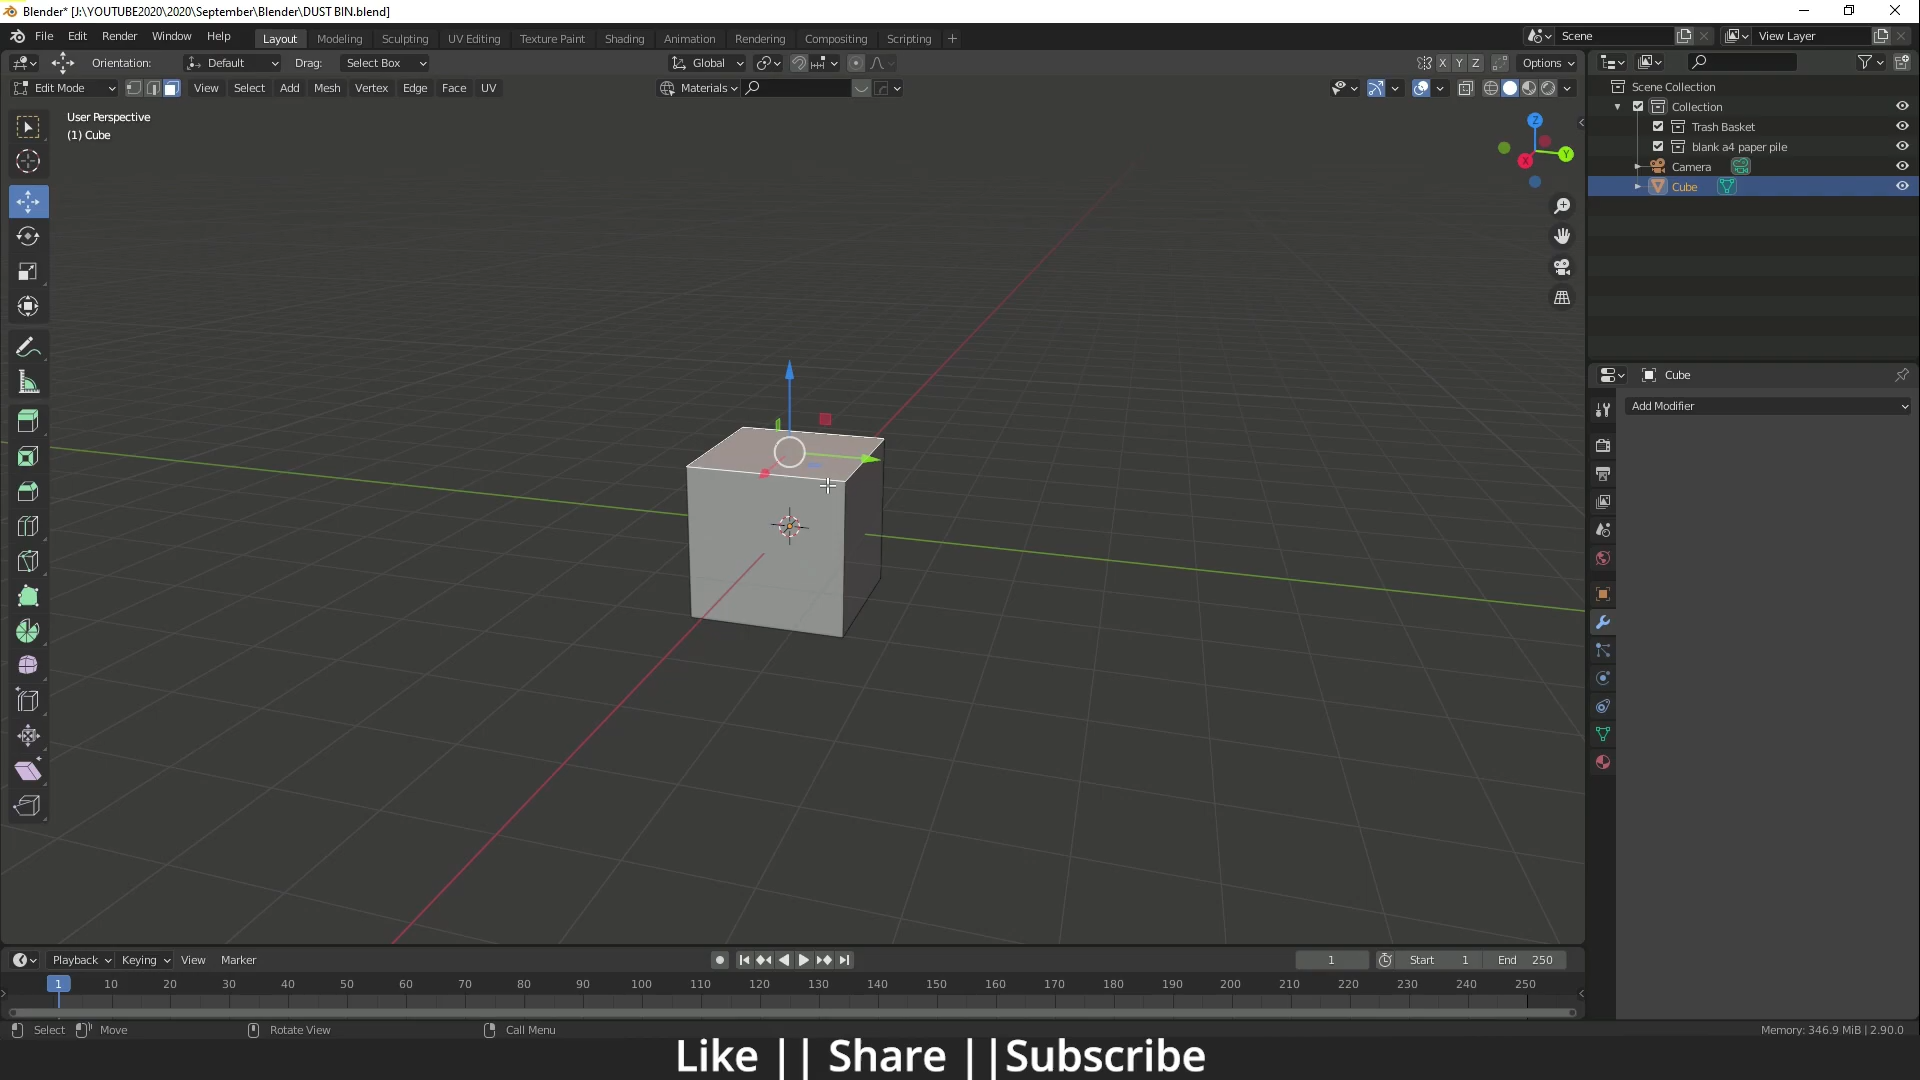 Blender* [J:\YOUTUBE2020\2020\September\Blender\DUST BIN.blend]
File Edit Render Window Help Layout Modeling Sculpting UV Editing Texture Paint Shading Animation Rendering Compositing Scripting + Scene View Layer
Orientation: Default Drag: Select Box Global X Y Z Options
Edit Mode View Select Add Mesh Vertex Edge Face UV Materials
User Perspective
(1) Cube
Z
Y
X
Scene Collection
Collection
Trash Basket
blank a4 paper pile
Camera
Cube
Cube
Add Modifier
Playback Keying View Marker 1 Start 1 End 250
1 10 20 30 40 50 60 70 80 90 100 110 120 130 140 150 160 170 180 190 200 210 220 230 240 250
Select Move Rotate View Call Menu Memory: 346.9 MiB | 2.90.0
Like || Share ||Subscribe